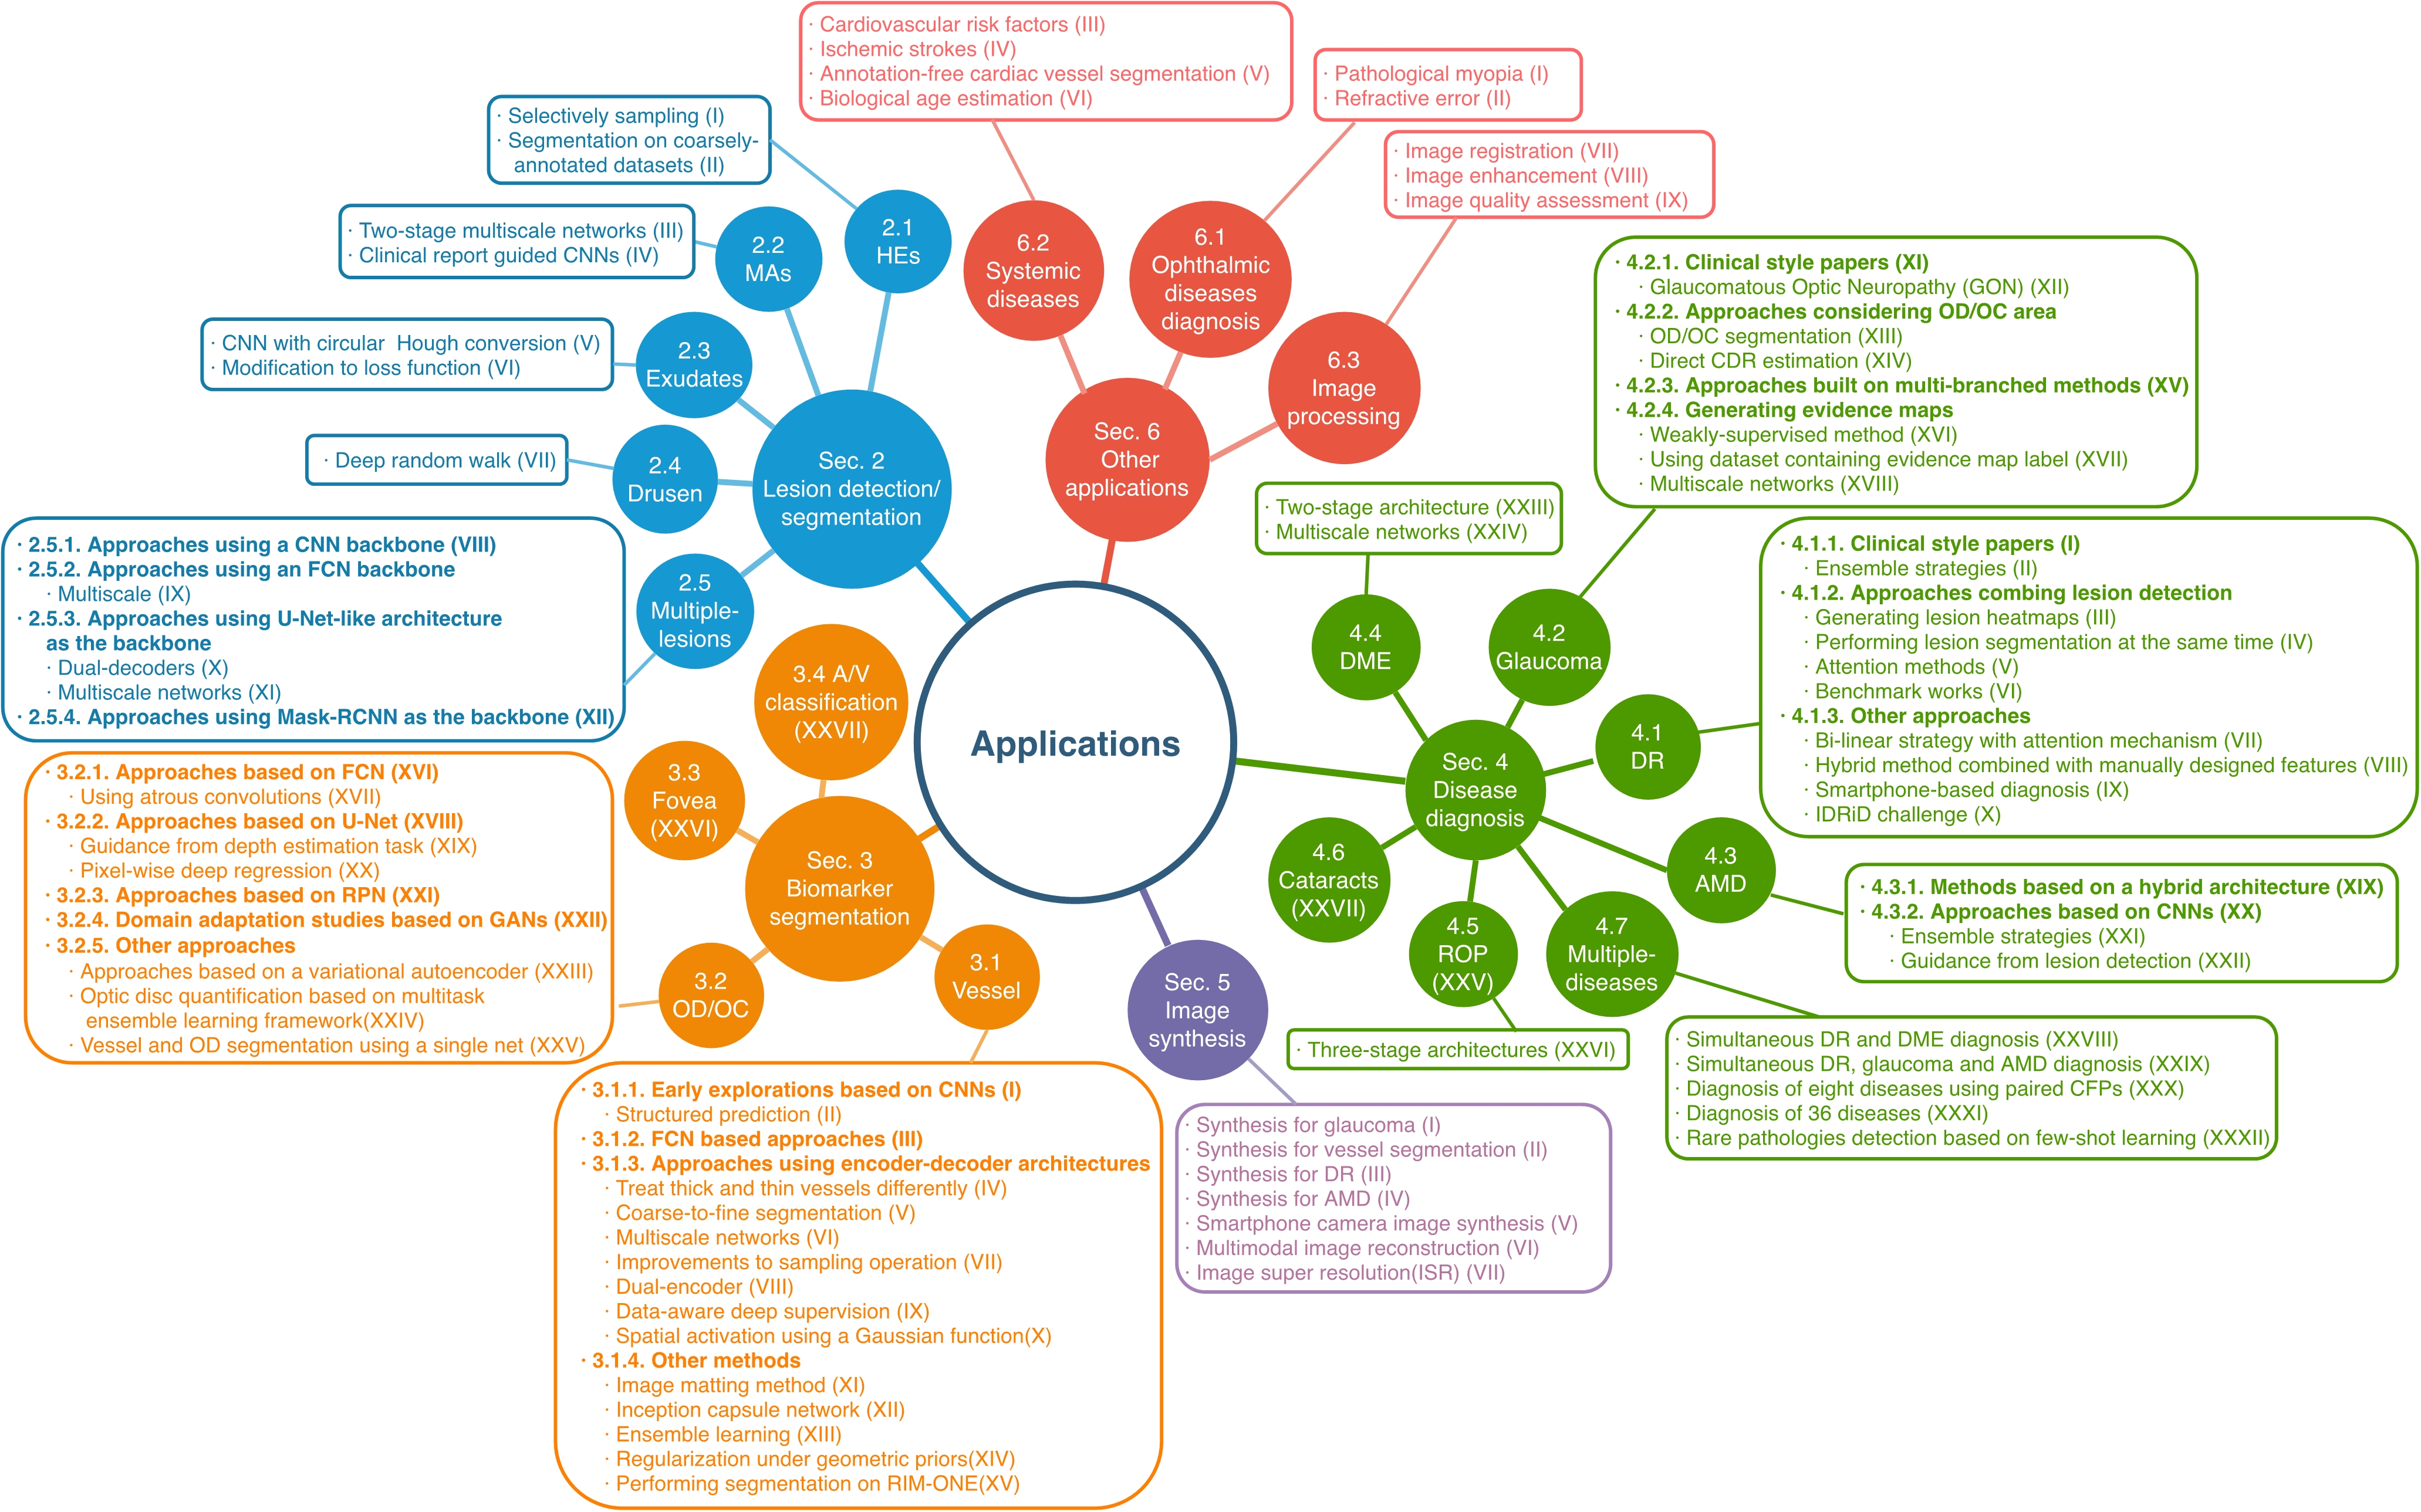 · Cardiovascular risk factors (III)
· Ischemic strokes (IV)
· Annotation-free cardiac vessel segmentation (V)
· Biological age estimation (VI)
· Pathological myopia (I)
· Refractive error (II)
· Image registration (VII)
· Image enhancement (VIII)
· Image quality assessment (IX)
6.2
Systemic
diseases
6.1
Ophthalmic
diseases
diagnosis
6.3
Image
processing
Sec. 6
Other
applications
· Selectively sampling (I)
· Segmentation on coarsely-
annotated datasets (II)
· Two-stage multiscale networks (III)
· Clinical report guided CNNs (IV)
· CNN with circular  Hough conversion (V)
· Modification to loss function (VI)
· Deep random walk (VII)
2.1
HEs
2.2
MAs
2.3
Exudates
2.4
Drusen
2.5
Multiple-
lesions
Sec. 2
Lesion detection/
segmentation
· 2.5.1. Approaches using a CNN backbone (VIII)
· 2.5.2. Approaches using an FCN backbone
· Multiscale (IX)
· 2.5.3. Approaches using U-Net-like architecture
as the backbone
· Dual-decoders (X)
· Multiscale networks (XI)
· 2.5.4. Approaches using Mask-RCNN as the backbone (XII)
Applications
3.4 A/V
classification
(XXVII)
3.3
Fovea
(XXVI)
Sec. 3
Biomarker
segmentation
3.2
OD/OC
3.1
Vessel
· 3.2.1. Approaches based on FCN (XVI)
· Using atrous convolutions (XVII)
· 3.2.2. Approaches based on U-Net (XVIII)
· Guidance from depth estimation task (XIX)
· Pixel-wise deep regression (XX)
· 3.2.3. Approaches based on RPN (XXI)
· 3.2.4. Domain adaptation studies based on GANs (XXII)
· 3.2.5. Other approaches
· Approaches based on a variational autoencoder (XXIII)
· Optic disc quantification based on multitask
ensemble learning framework(XXIV)
· Vessel and OD segmentation using a single net (XXV)
· 3.1.1. Early explorations based on CNNs (I)
· Structured prediction (II)
· 3.1.2. FCN based approaches (III)
· 3.1.3. Approaches using encoder-decoder architectures
· Treat thick and thin vessels differently (IV)
· Coarse-to-fine segmentation (V)
· Multiscale networks (VI)
· Improvements to sampling operation (VII)
· Dual-encoder (VIII)
· Data-aware deep supervision (IX)
· Spatial activation using a Gaussian function(X)
· 3.1.4. Other methods
· Image matting method (XI)
· Inception capsule network (XII)
· Ensemble learning (XIII)
· Regularization under geometric priors(XIV)
· Performing segmentation on RIM-ONE(XV)
· 4.2.1. Clinical style papers (XI)
· Glaucomatous Optic Neuropathy (GON) (XII)
· 4.2.2. Approaches considering OD/OC area
· OD/OC segmentation (XIII)
· Direct CDR estimation (XIV)
· 4.2.3. Approaches built on multi-branched methods (XV)
· 4.2.4. Generating evidence maps
· Weakly-supervised method (XVI)
· Using dataset containing evidence map label (XVII)
· Multiscale networks (XVIII)
· Two-stage architecture (XXIII)
· Multiscale networks (XXIV)
4.4
DME
4.2
Glaucoma
4.1
DR
Sec. 4
Disease
diagnosis
4.3
AMD
4.6
Cataracts
(XXVII)
4.5
ROP
(XXV)
4.7
Multiple-
diseases
· 4.1.1. Clinical style papers (I)
· Ensemble strategies (II)
· 4.1.2. Approaches combing lesion detection
· Generating lesion heatmaps (III)
· Performing lesion segmentation at the same time (IV)
· Attention methods (V)
· Benchmark works (VI)
· 4.1.3. Other approaches
· Bi-linear strategy with attention mechanism (VII)
· Hybrid method combined with manually designed features (VIII)
· Smartphone-based diagnosis (IX)
· IDRiD challenge (X)
· 4.3.1. Methods based on a hybrid architecture (XIX)
· 4.3.2. Approaches based on CNNs (XX)
· Ensemble strategies (XXI)
· Guidance from lesion detection (XXII)
· Three-stage architectures (XXVI)
· Simultaneous DR and DME diagnosis (XXVIII)
· Simultaneous DR, glaucoma and AMD diagnosis (XXIX)
· Diagnosis of eight diseases using paired CFPs (XXX)
· Diagnosis of 36 diseases (XXXI)
· Rare pathologies detection based on few-shot learning (XXXII)
Sec. 5
Image
synthesis
· Synthesis for glaucoma (I)
· Synthesis for vessel segmentation (II)
· Synthesis for DR (III)
· Synthesis for AMD (IV)
· Smartphone camera image synthesis (V)
· Multimodal image reconstruction (VI)
· Image super resolution(ISR) (VII)